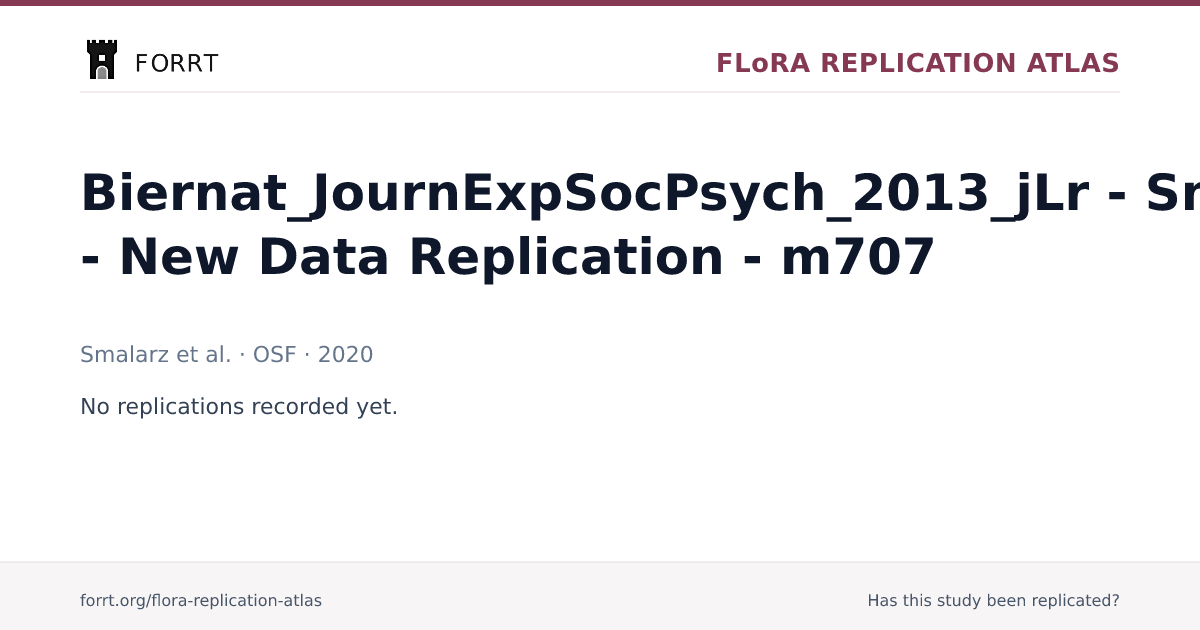 FORRT
FLoRA REPLICATION ATLAS
Biernat_JournExpSocPsych_2013_jLr -
- New Data Replication - m707
Smalarz et al. · OSF · 2020
No replications recorded yet.
forrt.org/flora-replication-atlas
Has this study been replicated?